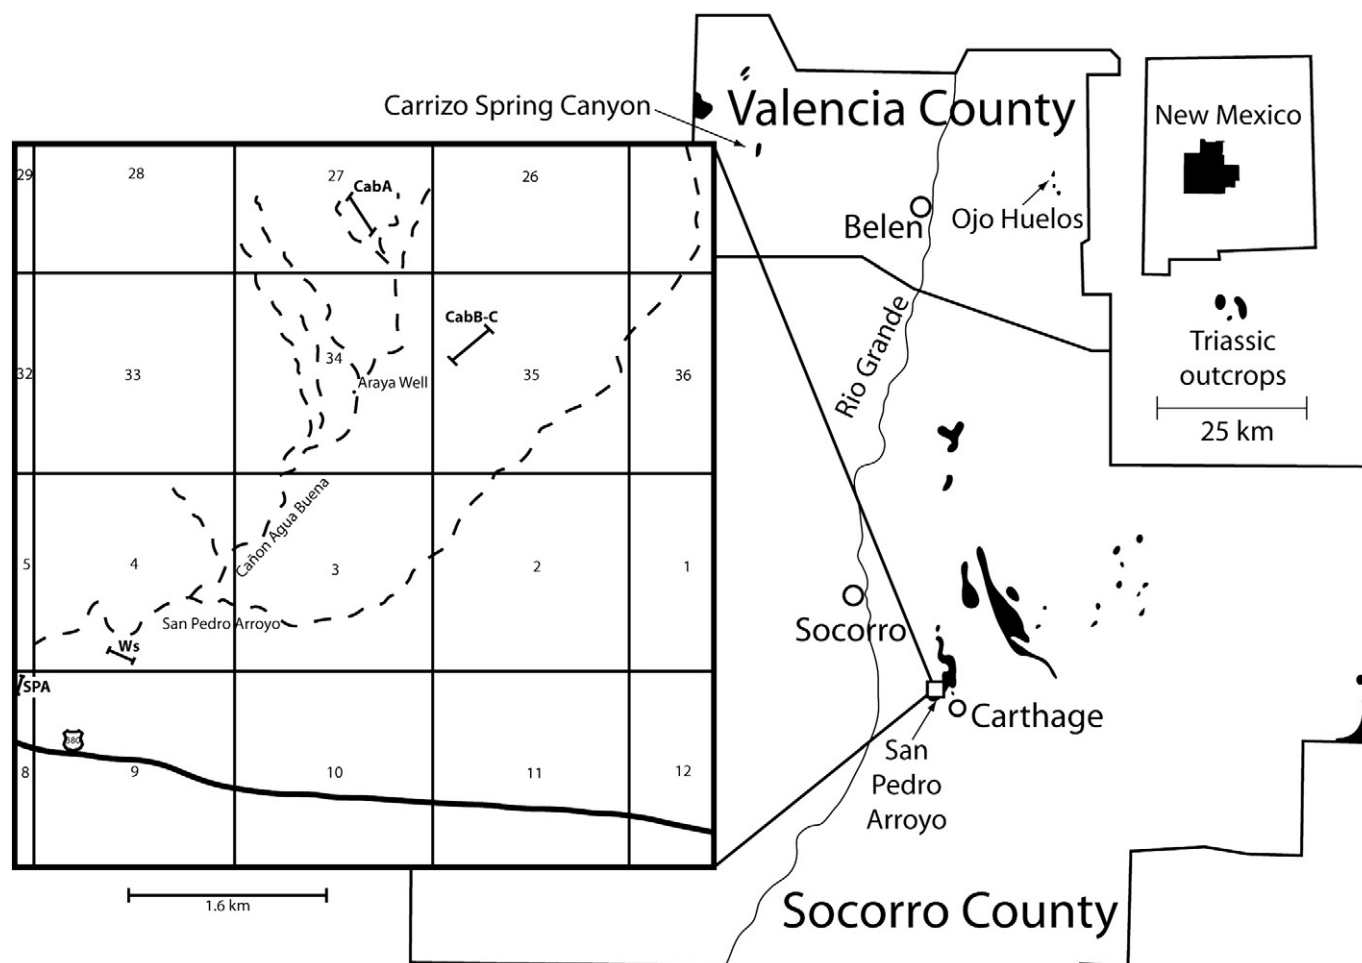 Carrizo Spring Canyon
Valencia County
New Mexico
Belen
Ojo Huelos
Rio Grande
Triassic
outcrops
25 km
29
28
27
26
CabA
CabB-C
32
33
34
35
36
Araya Well
Cañon Agua Buena
5
4
3
2
1
San Pedro Arroyo
Ws
SPA
380
8
9
10
11
12
1.6 km
Socorro
Carthage
San
Pedro
Arroyo
Socorro County